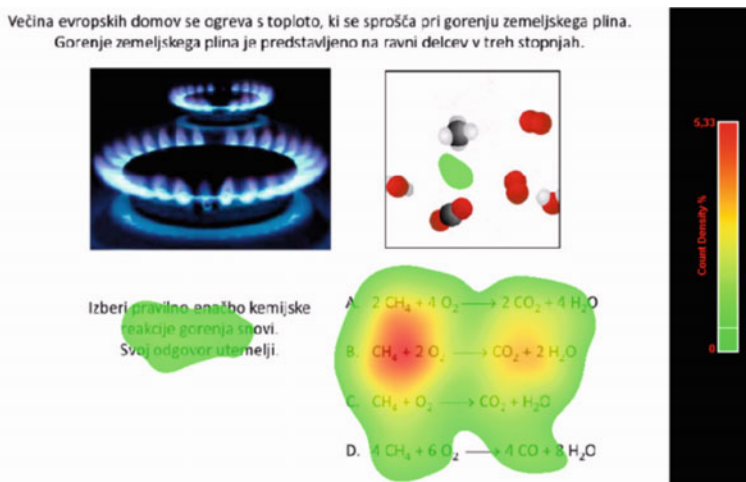 Večina evropskih domov se ogreva s toploto, ki se sprošča pri gorenju zemeljskega plina.
Gorenje zemeljskega plina je predstavljeno na ravni delcev v treh stopnjah.
5,33
Count Density %
0
Izberi pravilno enačbo kemijske
reakcije gorenja snovi.
Svoj odgovor utemelji.
A. 2 CH₄ + 4 O₂ ⟶ 2 CO₂ + 4 H₂O
B. CH₄ + 2 O₂ ⟶ CO₂ + 2 H₂O
C. CH₄ + O₂ ⟶ CO₂ + H₂O
D. 4 CH₄ + 6 O₂ ⟶ 4 CO + 8 H₂O